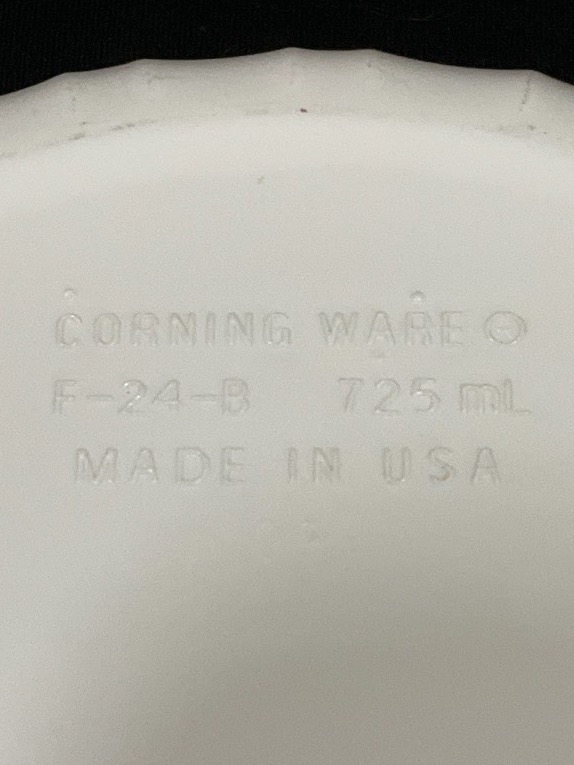 CORNING WARE ®
F-24-B 725 mL
MADE IN USA